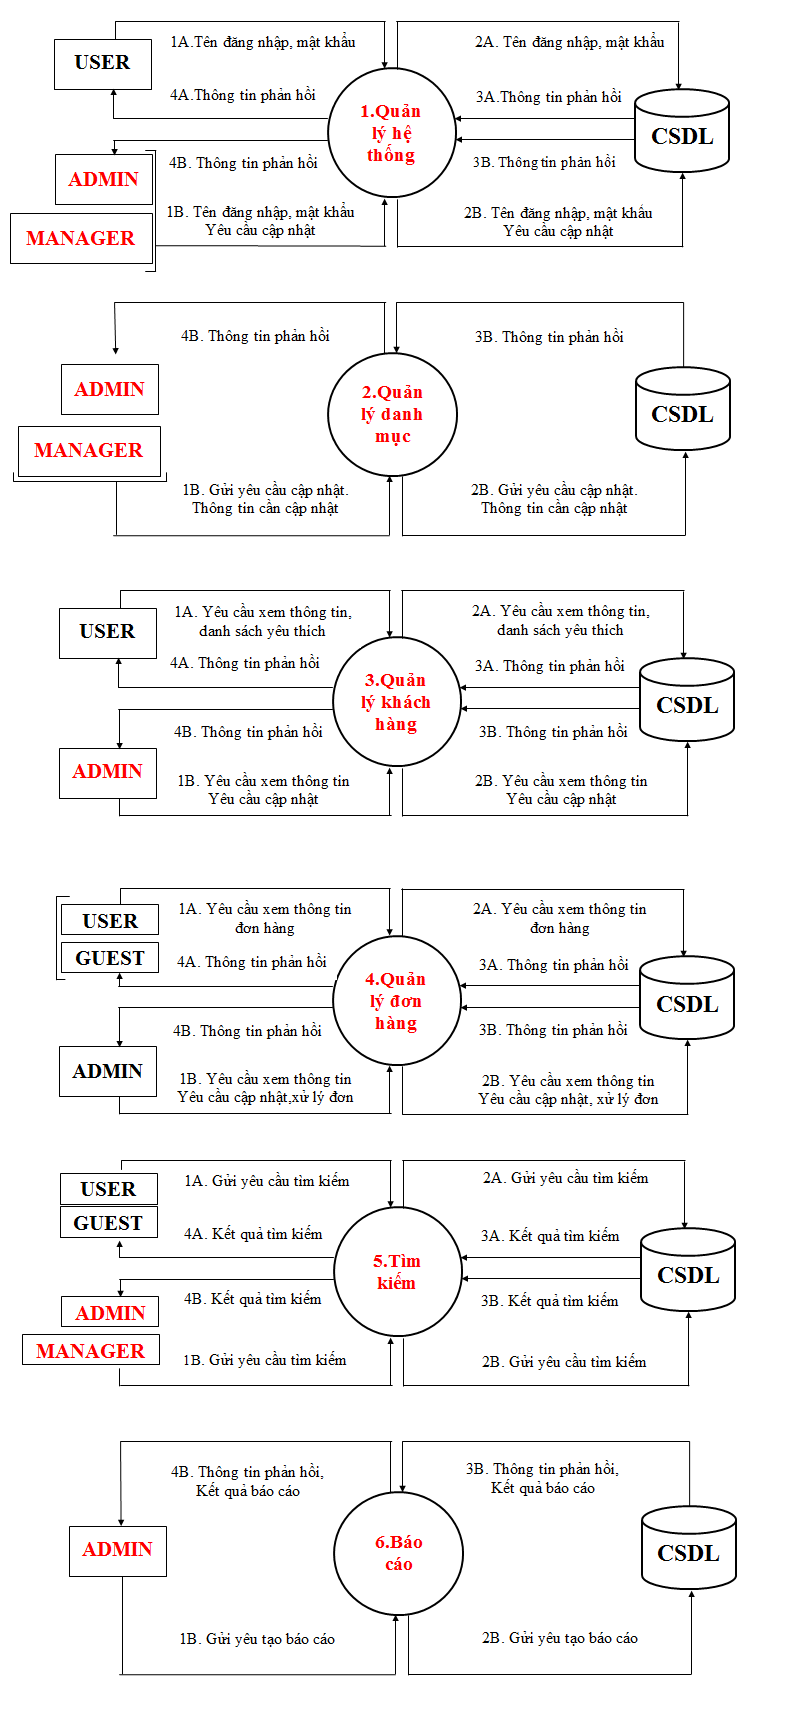 1A.Tên đăng nhập, mật khẩu
2A. Tên đăng nhập, mật khẩu
USER
4A.Thông tin phản hồi
3A.Thông tin phản hồi
1.Quản
lý hệ
thống
CSDL
4B. Thông tin phản hồi
3B. Thông tin phản hồi
ADMIN
MANAGER
1B. Tên đăng nhập, mật khẩu
Yêu cầu cập nhật
2B. Tên đăng nhập, mật khẩu
Yêu cầu cập nhật
4B. Thông tin phản hồi
3B. Thông tin phản hồi
ADMIN
2.Quản
lý danh
mục
CSDL
MANAGER
1B. Gửi yêu cầu cập nhật.
Thông tin cần cập nhật
2B. Gửi yêu cầu cập nhật.
Thông tin cần cập nhật
1A. Yêu cầu xem thông tin,
danh sách yêu thích
2A. Yêu cầu xem thông tin,
danh sách yêu thích
USER
4A. Thông tin phản hồi
3A. Thông tin phản hồi
3.Quản
lý khách
hàng
CSDL
4B. Thông tin phản hồi
3B. Thông tin phản hồi
ADMIN
1B. Yêu cầu xem thông tin
Yêu cầu cập nhật
2B. Yêu cầu xem thông tin
Yêu cầu cập nhật
1A. Yêu cầu xem thông tin
đơn hàng
2A. Yêu cầu xem thông tin
đơn hàng
USER
GUEST
4A. Thông tin phản hồi
3A. Thông tin phản hồi
4.Quản
lý đơn
hàng
CSDL
4B. Thông tin phản hồi
3B. Thông tin phản hồi
ADMIN
1B. Yêu cầu xem thông tin
Yêu cầu cập nhật,xử lý đơn
2B. Yêu cầu xem thông tin
Yêu cầu cập nhật, xử lý đơn
1A. Gửi yêu cầu tìm kiếm
2A. Gửi yêu cầu tìm kiếm
USER
GUEST
4A. Kết quả tìm kiếm
3A. Kết quả tìm kiếm
5.Tìm
kiếm
CSDL
4B. Kết quả tìm kiếm
3B. Kết quả tìm kiếm
ADMIN
MANAGER
1B. Gửi yêu cầu tìm kiếm
2B. Gửi yêu cầu tìm kiếm
4B. Thông tin phản hồi,
Kết quả báo cáo
3B. Thông tin phản hồi,
Kết quả báo cáo
ADMIN
6.Báo
cáo
CSDL
1B. Gửi yêu tạo báo cáo
2B. Gửi yêu tạo báo cáo